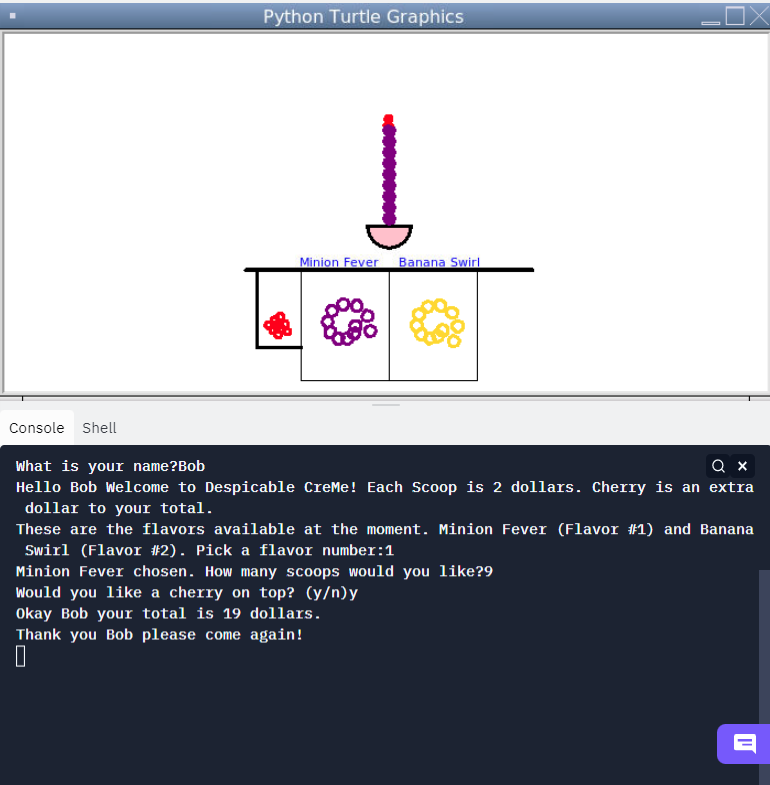 Python Turtle Graphics
Minion Fever Banana Swirl
Console Shell
What is your name?Bob
Hello Bob Welcome to Despicable CreMe! Each Scoop is 2 dollars. Cherry is an extra
dollar to your total.
These are the flavors available at the moment. Minion Fever (Flavor #1) and Banana
Swirl (Flavor #2). Pick a flavor number:1
Minion Fever chosen. How many scoops would you like?9
Would you like a cherry on top? (y/n)y
Okay Bob your total is 19 dollars.
Thank you Bob please come again!